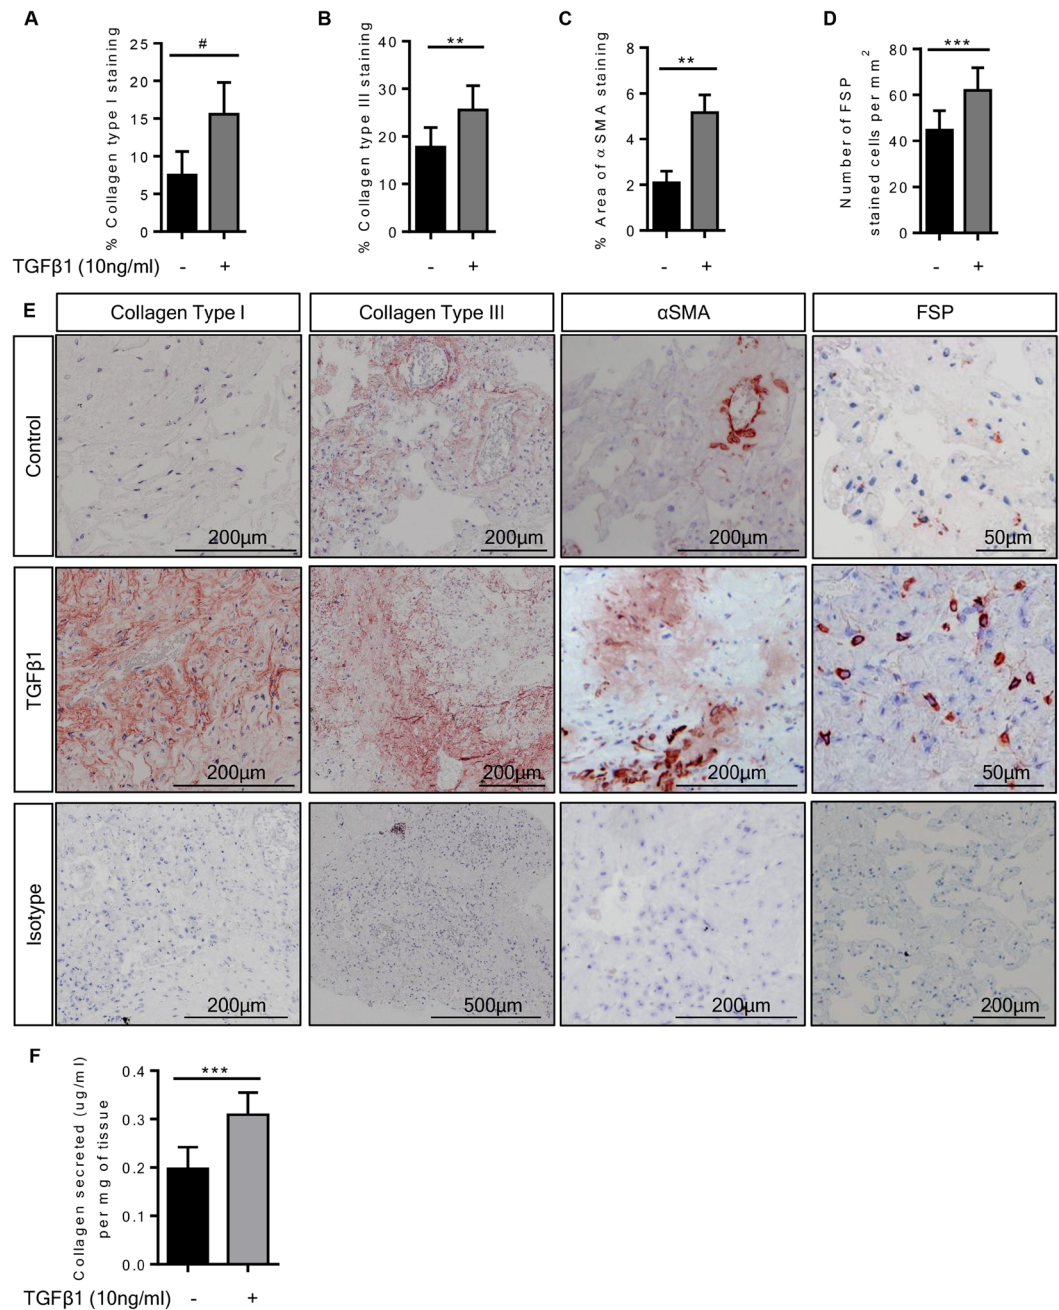 A
% Collagen type I staining
25
20
15
10
5
0
#
B
% Collagen type III staining
40
30
20
10
0
**
C
% Area of α SMA staining
8
6
4
2
0
**
D
Number of FSP
stained cells per mm2
80
60
40
20
0
***
TGFβ1 (10ng/ml) - + - + - + - +
E
Collagen Type I Collagen Type III αSMA FSP
Control
200µm 200µm 200µm 50µm
TGFβ1
200µm 200µm 200µm 50µm
Isotype
200µm 500µm 200µm 200µm
F
Collagen secreted (ug/ml)
per mg of tissue
0.4
0.3
0.2
0.1
0.0
***
TGFβ1 (10ng/ml) - +